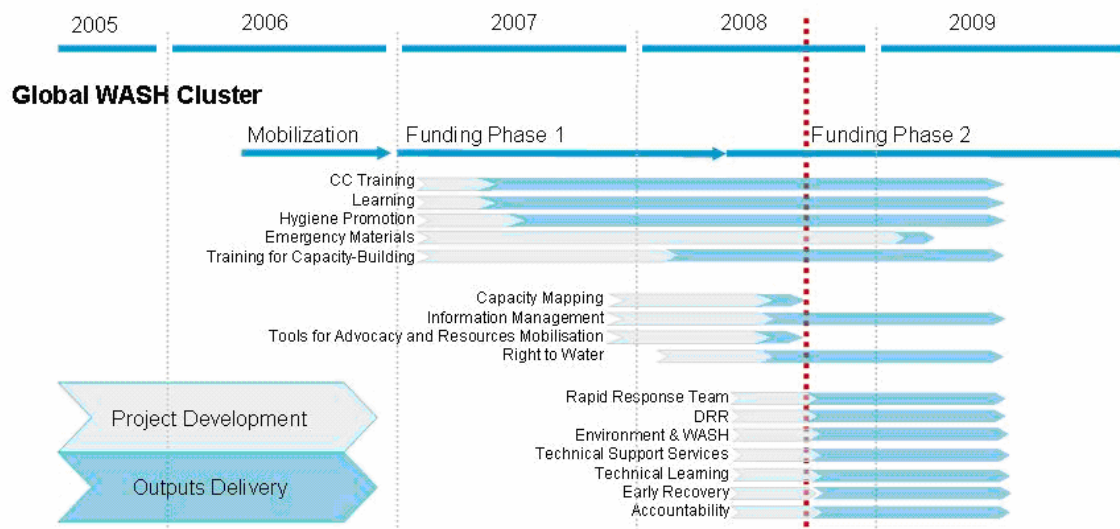 2005
2006
2007
2008
2009
Global WASH Cluster
Mobilization
Funding Phase 1
Funding Phase 2
CC Training
Learning
Hygiene Promotion
Emergency Materials
Training for Capacity-Building
Capacity Mapping
Information Management
Tools for Advocacy and Resources Mobilisation
Right to Water
Rapid Response Team
DRR
Environment & WASH
Technical Support Services
Technical Learning
Early Recovery
Accountability
Project Development
Outputs Delivery